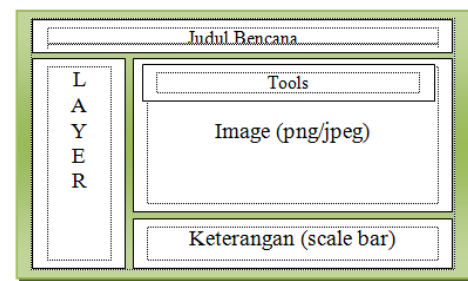 Judul Bencana
L
A
Y
E
R
Tools
Image (png/jpeg)
Keterangan (scale bar)